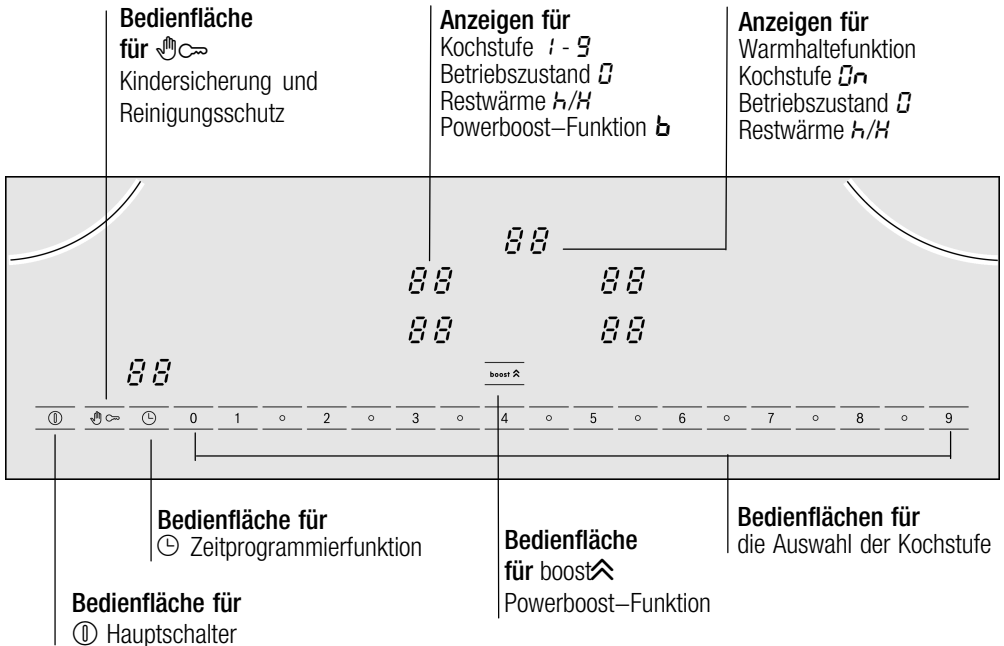 Bedienfläche
für
Kindersicherung und
Reinigungsschutz
Anzeigen für
Kochstufe 1 - 9
Betriebszustand 0
Restwärme h/H
Powerboost–Funktion b
Anzeigen für
Warmhaltefunktion
Kochstufe 0n
Betriebszustand 0
Restwärme h/H
88
88 88
88 88
88
boost
0 1 2 3 4 5 6 7 8 9
Bedienfläche für
Zeitprogrammierfunktion
Bedienfläche
für boost
Powerboost–Funktion
Bedienflächen für
die Auswahl der Kochstufe
Bedienfläche für
Hauptschalter